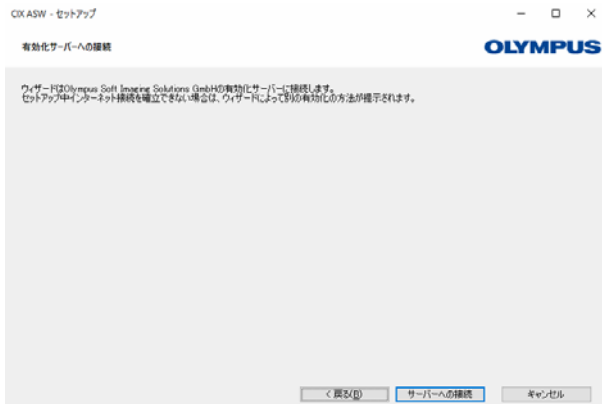 CIX ASW - セットアップ
有効化サーバーへの接続
OLYMPUS
ウィザードはOlympus Soft Imaging Solutions GmbHの有効化サーバーに接続します。
セットアップ中インターネット接続を確立できない場合は、ウィザードによって別の有効化の方法が提示されます。
< 戻る(B)
サーバーへの接続
キャンセル